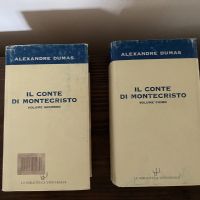 ALEXANDRE DUMAS
IL CONTE
DI MONTECRISTO
VOLUME SECONDO
LA BIBLIOTECA UNIVERSALE
ALEXANDRE DUMAS
IL CONTE
DI MONTECRISTO
VOLUME PRIMO
LA BIBLIOTECA UNIVERSALE